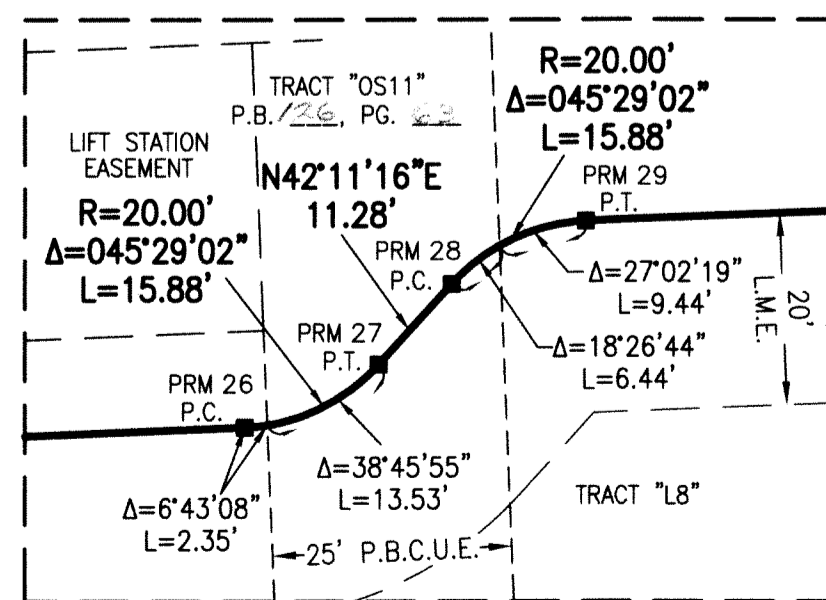 TRACT "OS11"
P.B. 126, PG. 63
LIFT STATION
EASEMENT
R=20.00'
Δ=045°29'02"
L=15.88'
N42°11'16"E
11.28'
R=20.00'
Δ=045°29'02"
L=15.88'
PRM 29
P.T.
PRM 28
P.C.
Δ=27°02'19"
L=9.44'
20'
L.M.E.
PRM 27
P.T.
Δ=18°26'44"
L=6.44'
PRM 26
P.C.
Δ=38°45'55"
L=13.53'
Δ=6°43'08"
L=2.35'
TRACT "L8"
25' P.B.C.U.E.